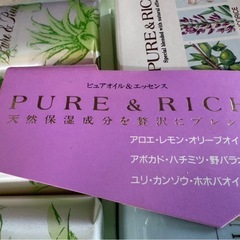 PURE & RICH
Special blended with natural effec
ピュアオイル&エッセンス
PURE & RICH
天然保湿成分を贅沢にブレン
アロエ・レモン・オリーブオイ
アボカド・ハチミツ・野バラオ
ユリ・カンゾウ・ホホバオイ